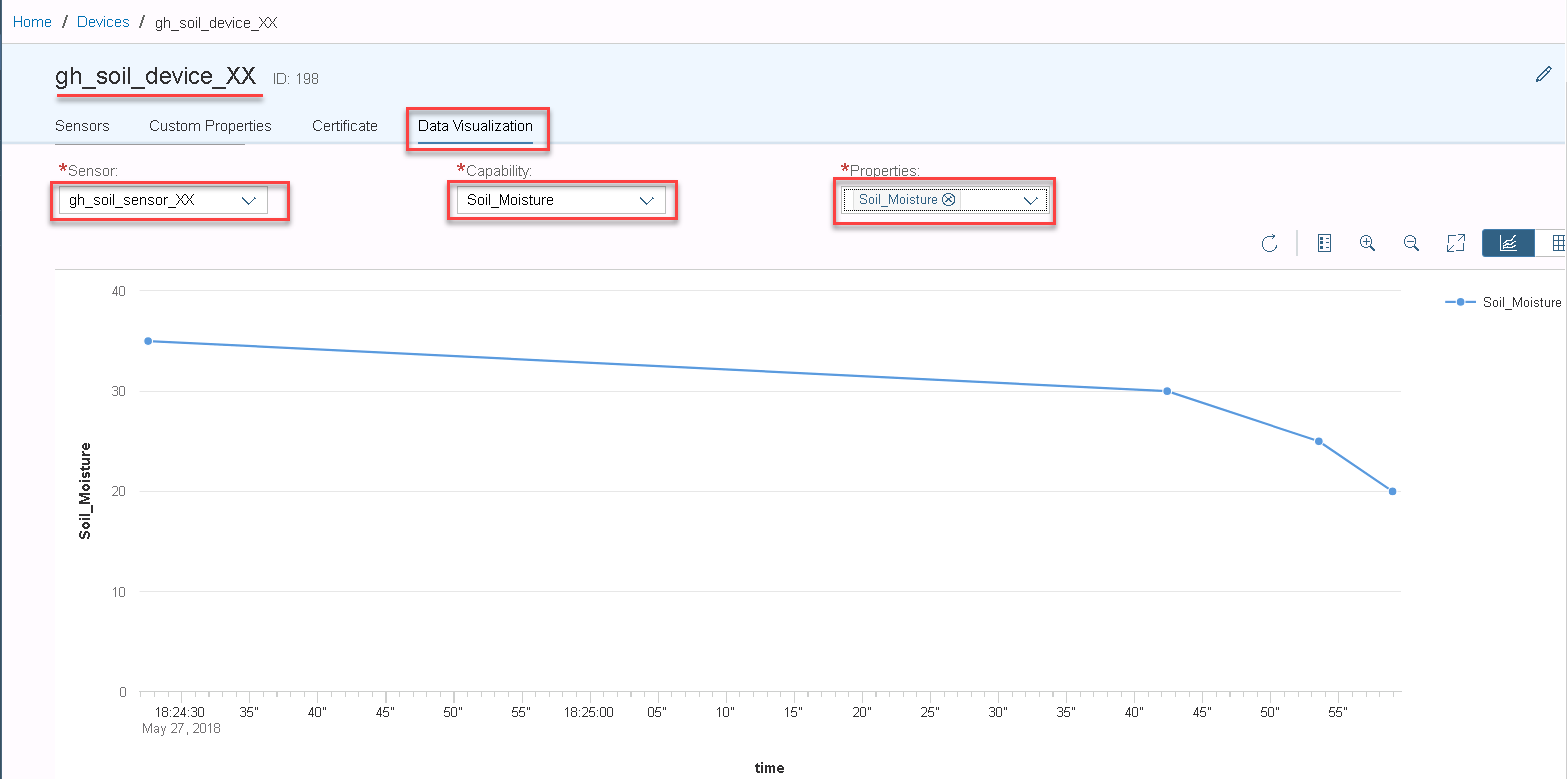 Home / Devices / gh_soil_device_XX
gh_soil_device_XX ID: 198
Sensors Custom Properties Certificate Data Visualization
*Sensor: *Capability: *Properties:
gh_soil_sensor_XX Soil_Moisture Soil_Moisture
Soil_Moisture
40
30
20
10
0
Soil_Moisture
18:24:30 35" 40" 45" 50" 55" 18:25:00 05" 10" 15" 20" 25" 30" 35" 40" 45" 50" 55"
May 27, 2018
time